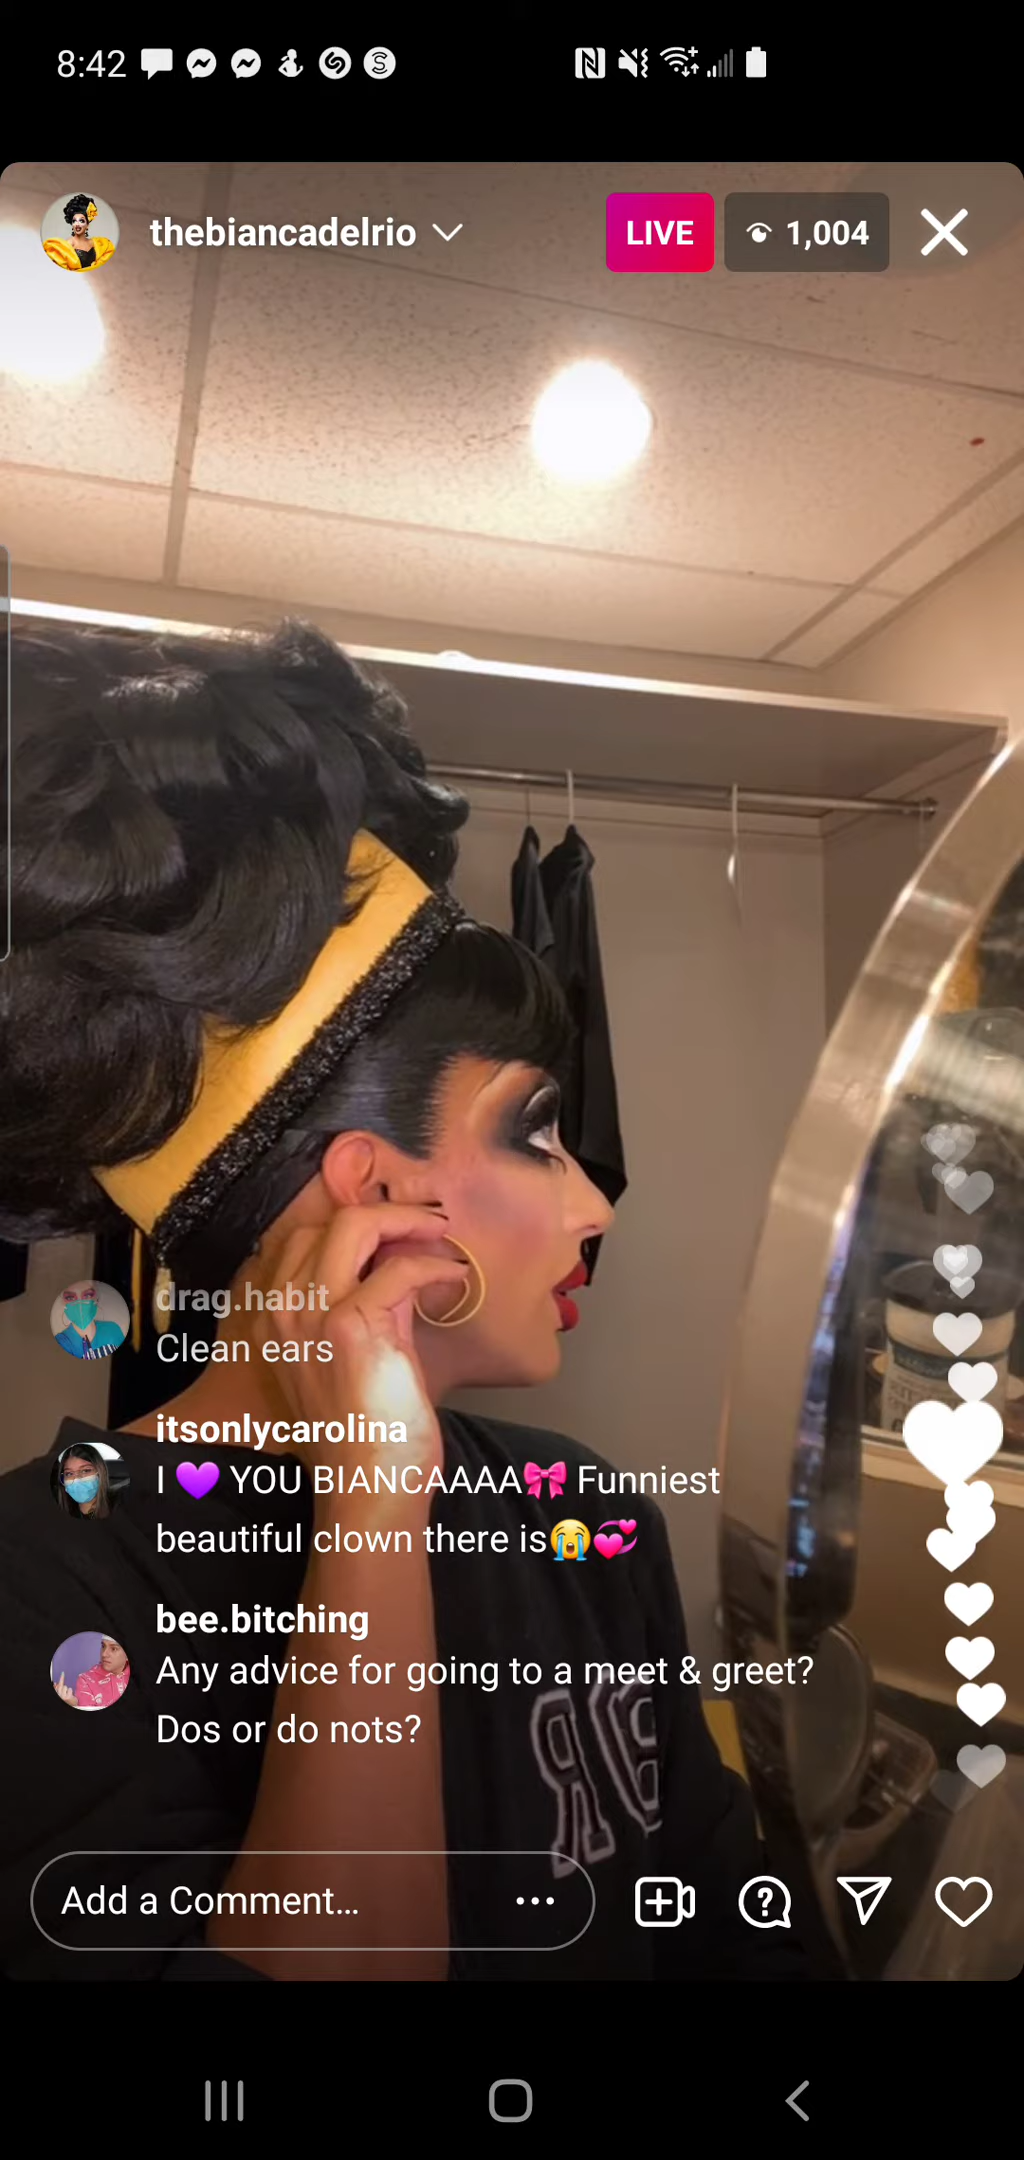 8:42
thebiancadelrio
LIVE
1,004
drag.habit
Clean ears
itsonlycarolina
I 💜 YOU BIANCAAAA🎀 Funniest
beautiful clown there is😭💞
bee.bitching
Any advice for going to a meet & greet?
Dos or do nots?
Add a Comment...